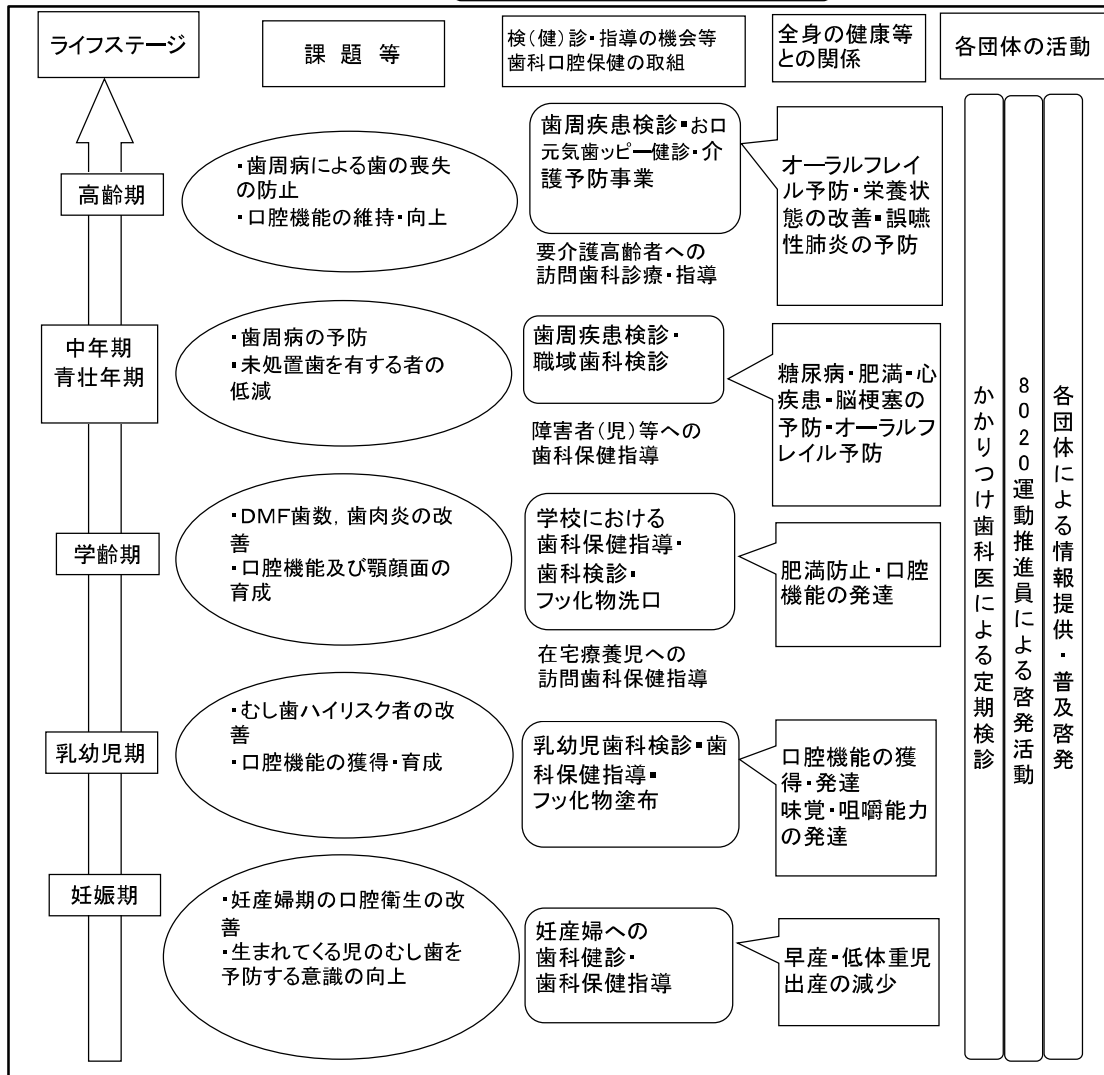 ライフステージ
課 題 等
検(健)診・指導の機会等
歯科口腔保健の取組
全身の健康等
との関係
各団体の活動
高齢期
・歯周病による歯の喪失
の防止
・口腔機能の維持・向上
歯周疾患検診・お口
元気歯ッピー健診・介
護予防事業
オーラルフレイ
ル予防・栄養状
態の改善・誤嚥
性肺炎の予防
要介護高齢者への
訪問歯科診療・指導
中年期
青壮年期
・歯周病の予防
・未処置歯を有する者の
低減
歯周疾患検診・
職域歯科検診
糖尿病・肥満・心
疾患・脳梗塞の
予防・オーラルフ
レイル予防
障害者(児)等への
歯科保健指導
学齢期
・DMF歯数,歯肉炎の改
善
・口腔機能及び顎顔面の
育成
学校における
歯科保健指導・
歯科検診・
フッ化物洗口
肥満防止・口腔
機能の発達
在宅療養児への
訪問歯科保健指導
乳幼児期
・むし歯ハイリスク者の改
善
・口腔機能の獲得・育成
乳幼児歯科検診・歯
科保健指導・
フッ化物塗布
口腔機能の獲
得・発達
味覚・咀嚼能力
の発達
妊娠期
・妊産婦期の口腔衛生の改
善
・生まれてくる児のむし歯を
予防する意識の向上
妊産婦への
歯科健診・
歯科保健指導
早産・低体重児
出産の減少
各団体による情報提供・普及啓発
8020運動推進員による啓発活動
かかりつけ歯科医による定期検診